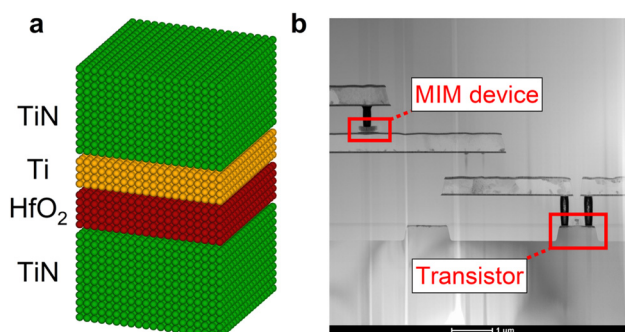 a
TiN
Ti
HfO₂
TiN
b
MIM device
Transistor
1 µm